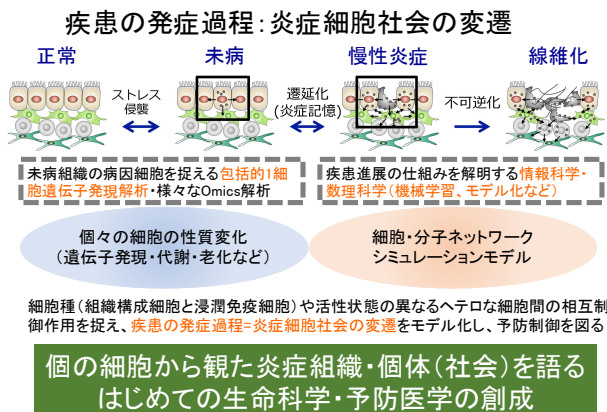 疾患の発症過程：炎症細胞社会の変遷
正常 未病 慢性炎症 線維化
ストレス
侵襲
遷延化
(炎症記憶)
不可逆化
未病組織の病因細胞を捉える包括的1細
胞遺伝子発現解析・様々なOmics解析
疾患進展の仕組みを解明する情報科学・
数理科学(機械学習、モデル化など)
個々の細胞の性質変化
(遺伝子発現・代謝・老化など)
細胞・分子ネットワーク
シミュレーションモデル
細胞種(組織構成細胞と浸潤免疫細胞)や活性状態の異なるヘテロな細胞間の相互制
御作用を捉え、疾患の発症過程=炎症細胞社会の変遷をモデル化し、予防制御を図る
個の細胞から観た炎症組織・個体(社会)を語る
はじめての生命科学・予防医学の創成